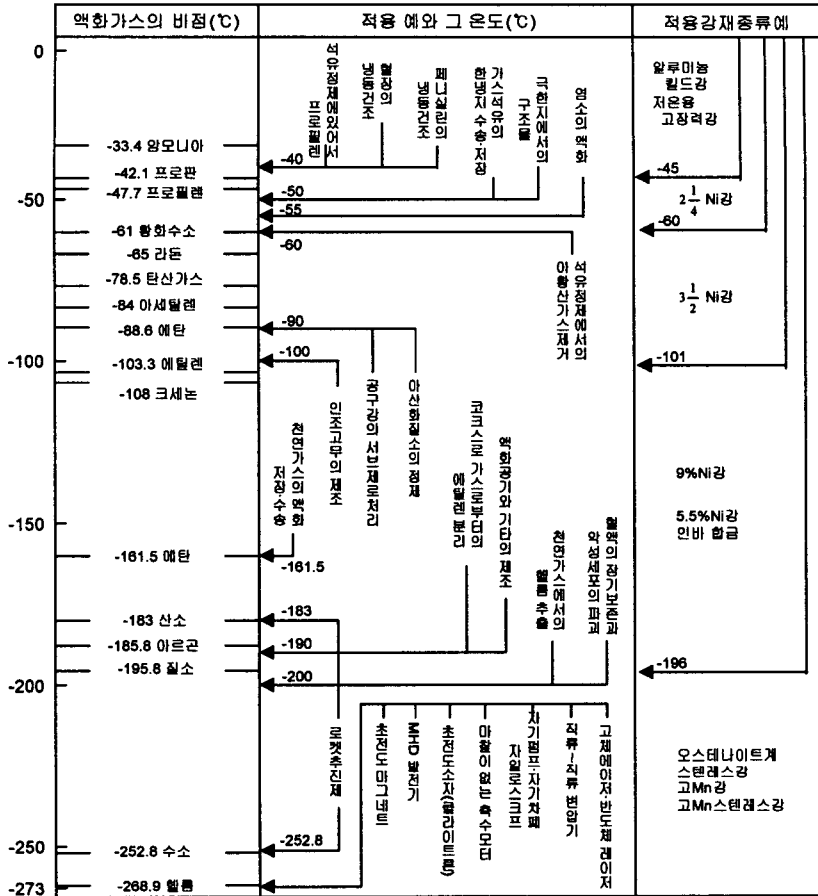 액화가스의 비점(℃)
적용 예와 그 온도(℃)
적용강재종류예
0
-50
-100
-150
-200
-250
-273
-33.4 암모니아
-42.1 프로판
-47.7 프로필렌
-61 황화수소
-65 라돈
-78.5 탄산가스
-84 아세틸렌
-88.6 에탄
-103.3 에틸렌
-108 크세논
-161.5 에탄
-183 산소
-185.8 아르곤
-195.8 질소
-252.8 수소
-268.9 헬륨
석유정제에있어서
프로필렌
혈장의
냉동건조
페니실린의
냉동건조
-40
가스석유의
한냉지 수송·저장
극한지에서의
구조물
-50
염소의 액화
-55
-60
석유정제에서의
아황산가스제거
-90
공구강의 서브제로처리
아산화질소의 정제
-100
인조고무의 제조
천연가스의 액화
저장·수송
-161.5
-183
로켓추진제
-252.8
코크스로 가스로부터의
에틸렌 분리
액화공기와 기타의 제조
-190
천연가스에서의
헬륨 추출
혈액의 장기보존과
악성세포의 파괴
-200
초전도마그네트
MHD 발전기
초전도소자(클라이트론)
마찰이 없는 축수모터
자기펌프·자기차폐
자일로스크프
직류~직류 변압기
고체메이저·반도체 레이저
알루미늄
킬드강
저온용
고장력강
-45
2 1/4 Ni강
-60
3 1/2 Ni강
-101
9%Ni강
5.5%Ni강
인바 합금
-196
오스테나이트계
스텐레스강
고Mn강
고Mn스텐레스강